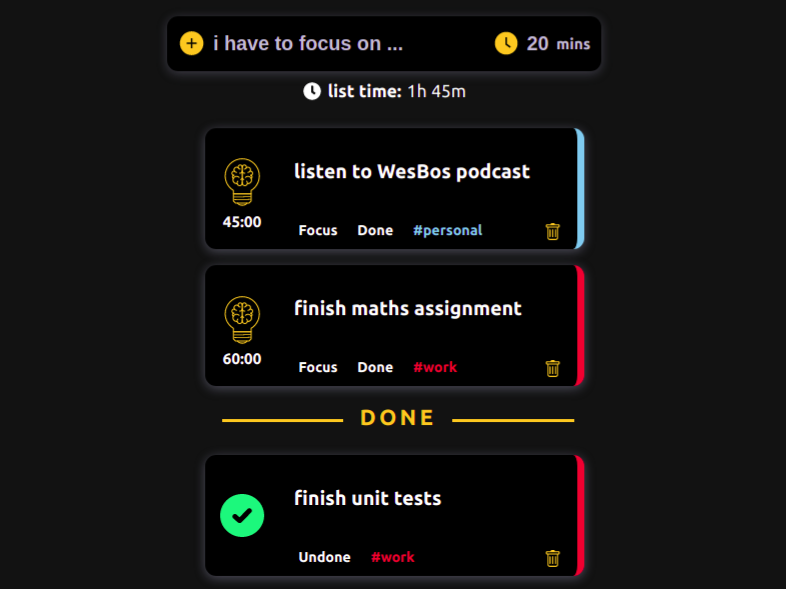 i have to focus on ... 20 mins
list time: 1h 45m
listen to WesBos podcast
45:00
Focus Done #personal
finish maths assignment
60:00
Focus Done #work
DONE
finish unit tests
Undone #work